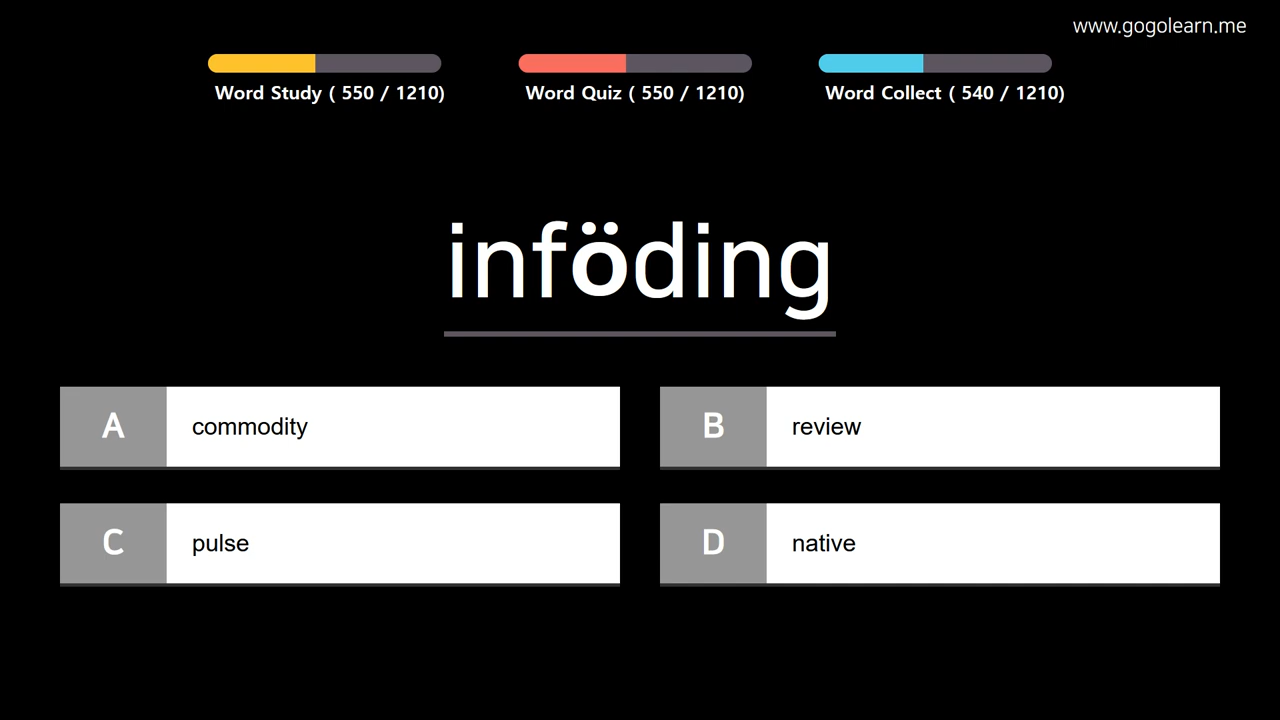 www.gogolearn.me
Word Study ( 550 / 1210)
Word Quiz ( 550 / 1210)
Word Collect ( 540 / 1210)
inföding
A commodity
B review
C pulse
D native